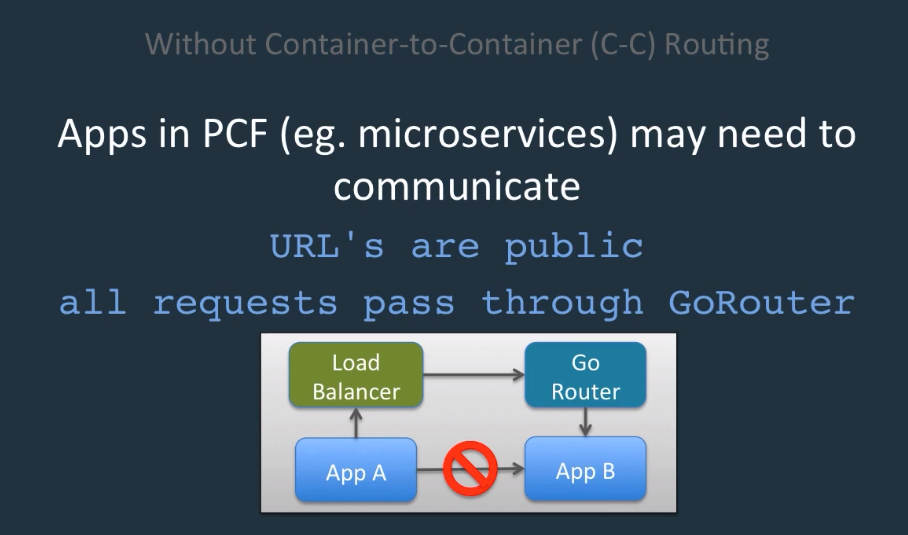 Without Container-to-Container (C-C) Routing
Apps in PCF (eg. microservices) may need to
communicate
URL's are public
all requests pass through GoRouter
Load
Balancer
Go
Router
App A
App B